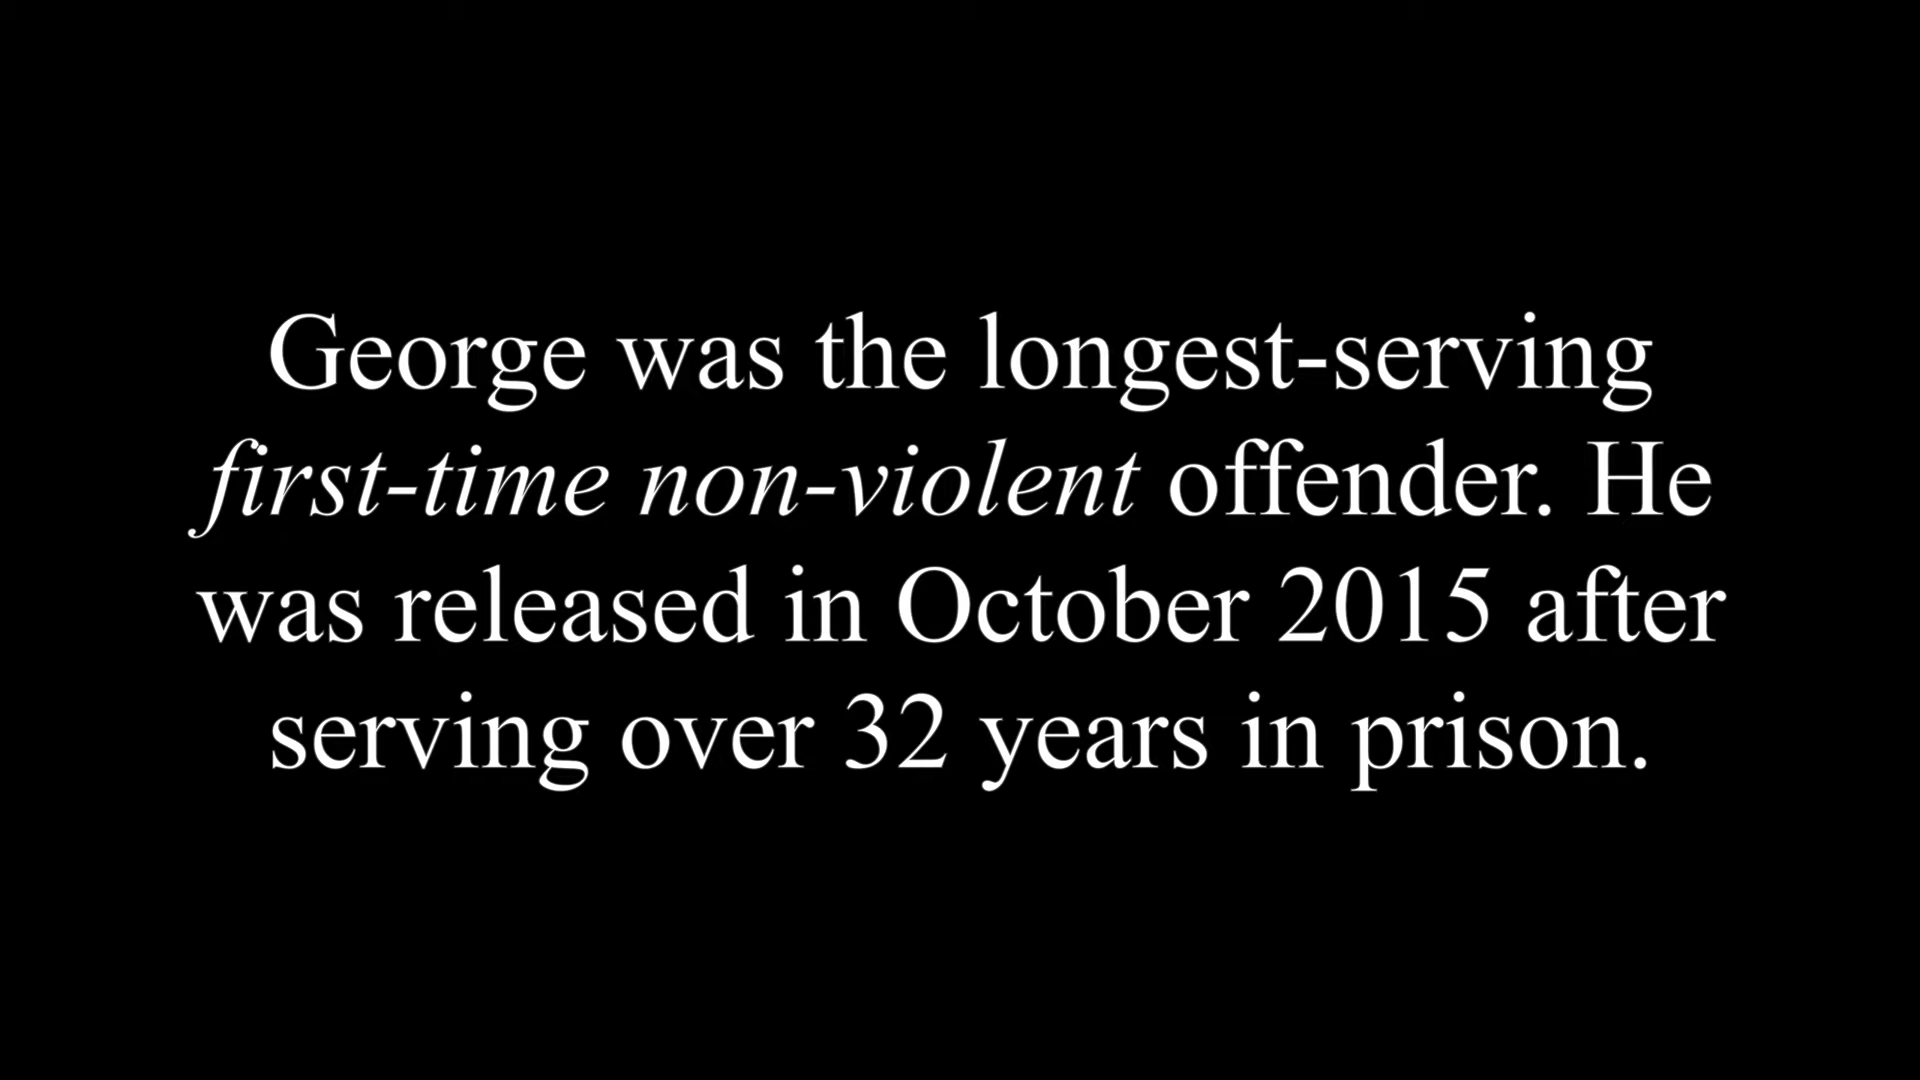 George was the longest-serving
first-time non-violent offender. He
was released in October 2015 after
serving over 32 years in prison.